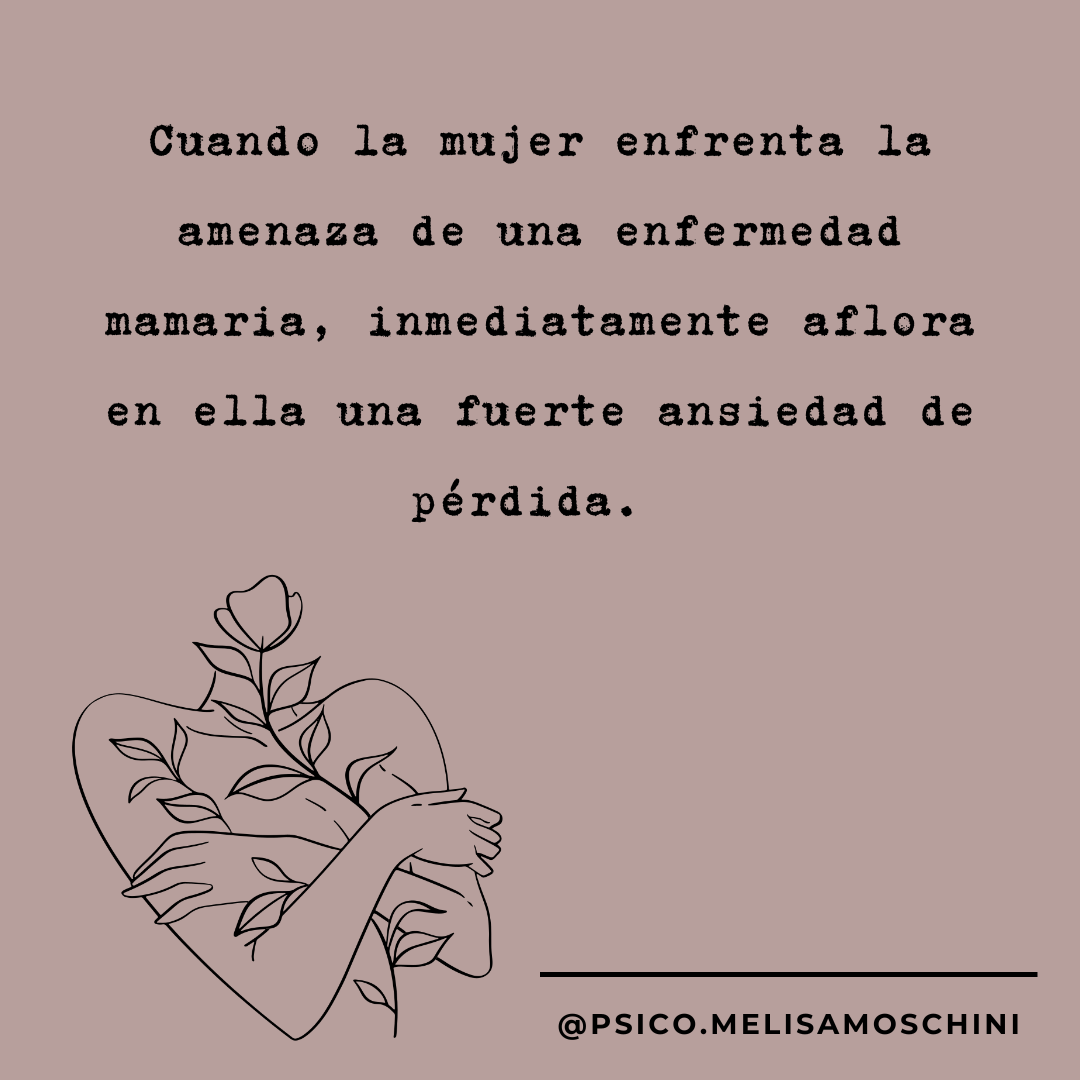 Cuando la mujer enfrenta la
amenaza de una enfermedad
mamaria, inmediatamente aflora
en ella una fuerte ansiedad de
pérdida.
@PSICO.MELISAMOSCHINI